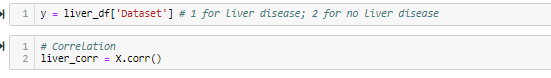 1 y = liver_df['Dataset'] # 1 for liver disease; 2 for no liver disease
1 # Correlation
2 liver_corr = X.corr()